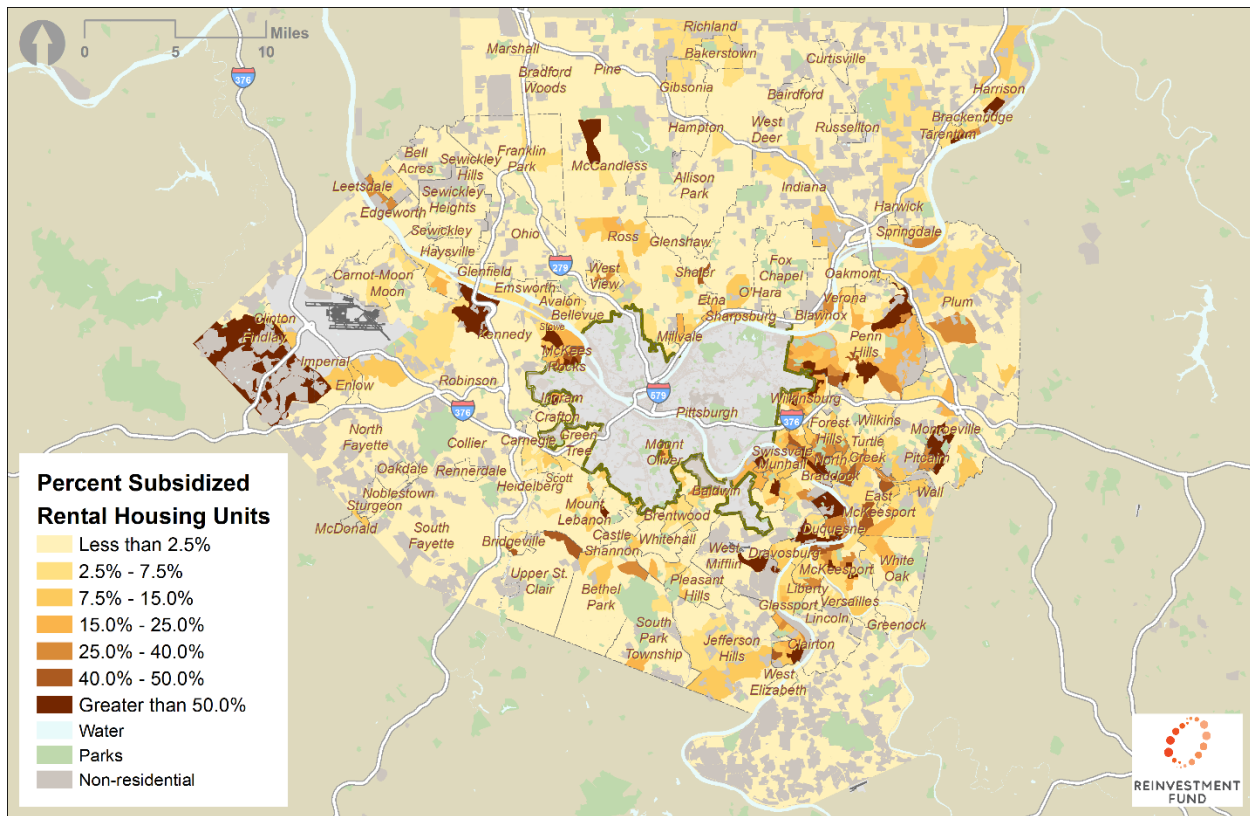 0
5
10
Miles
376
Richland
Bakerstown
Marshall
Curtisville
Bradford
Woods
Pine
Gibsonia
Bairdford
Harrison
Brackenridge
Tarentum
Hampton
West
Deer
Russellton
Franklin
Park
Bell
Acres
Sewickley
Hills
McCandless
Allison
Park
Leetsdale
Sewickley
Heights
Indiana
Edgeworth
Harwick
Sewickley
Ohio
Ross
Glenshaw
Springdale
Haysville
279
West
View
Shaler
Fox
Chapel
Oakmont
Carnot-Moon
Moon
Glenfield
Emsworth
Etna
O'Hara
Verona
Plum
Avalon
Bellevue
Sharpsburg
Blawnox
Clinton
Findlay
Kennedy
Stowe
Millvale
Penn
Hills
Imperial
McKees
Rocks
Enlow
Robinson
579
Wilkinsburg
376
Ingram
Crafton
Pittsburgh
376
Forest
Hills
Wilkins
North
Fayette
Collier
Carnegie
Green
Tree
Mount
Oliver
Turtle
Creek
Monroeville
Swissvale
Munhall
North
Braddock
Pitcairn
Oakdale
Rennerdale
Heidelberg
Scott
Baldwin
East
McKeesport
Wall
Noblestown
Sturgeon
Mount
Lebanon
Brentwood
McDonald
South
Fayette
Bridgeville
Castle
Shannon
Whitehall
West
Mifflin
Dravosburg
Duquesne
Upper St.
Clair
Bethel
Park
Pleasant
Hills
McKeesport
White
Oak
Liberty
Glassport
Versailles
Lincoln
Greenock
South
Park
Township
Jefferson
Hills
Clairton
West
Elizabeth
Percent Subsidized
Rental Housing Units
Less than 2.5%
2.5% - 7.5%
7.5% - 15.0%
15.0% - 25.0%
25.0% - 40.0%
40.0% - 50.0%
Greater than 50.0%
Water
Parks
Non-residential
REINVESTMENT
FUND